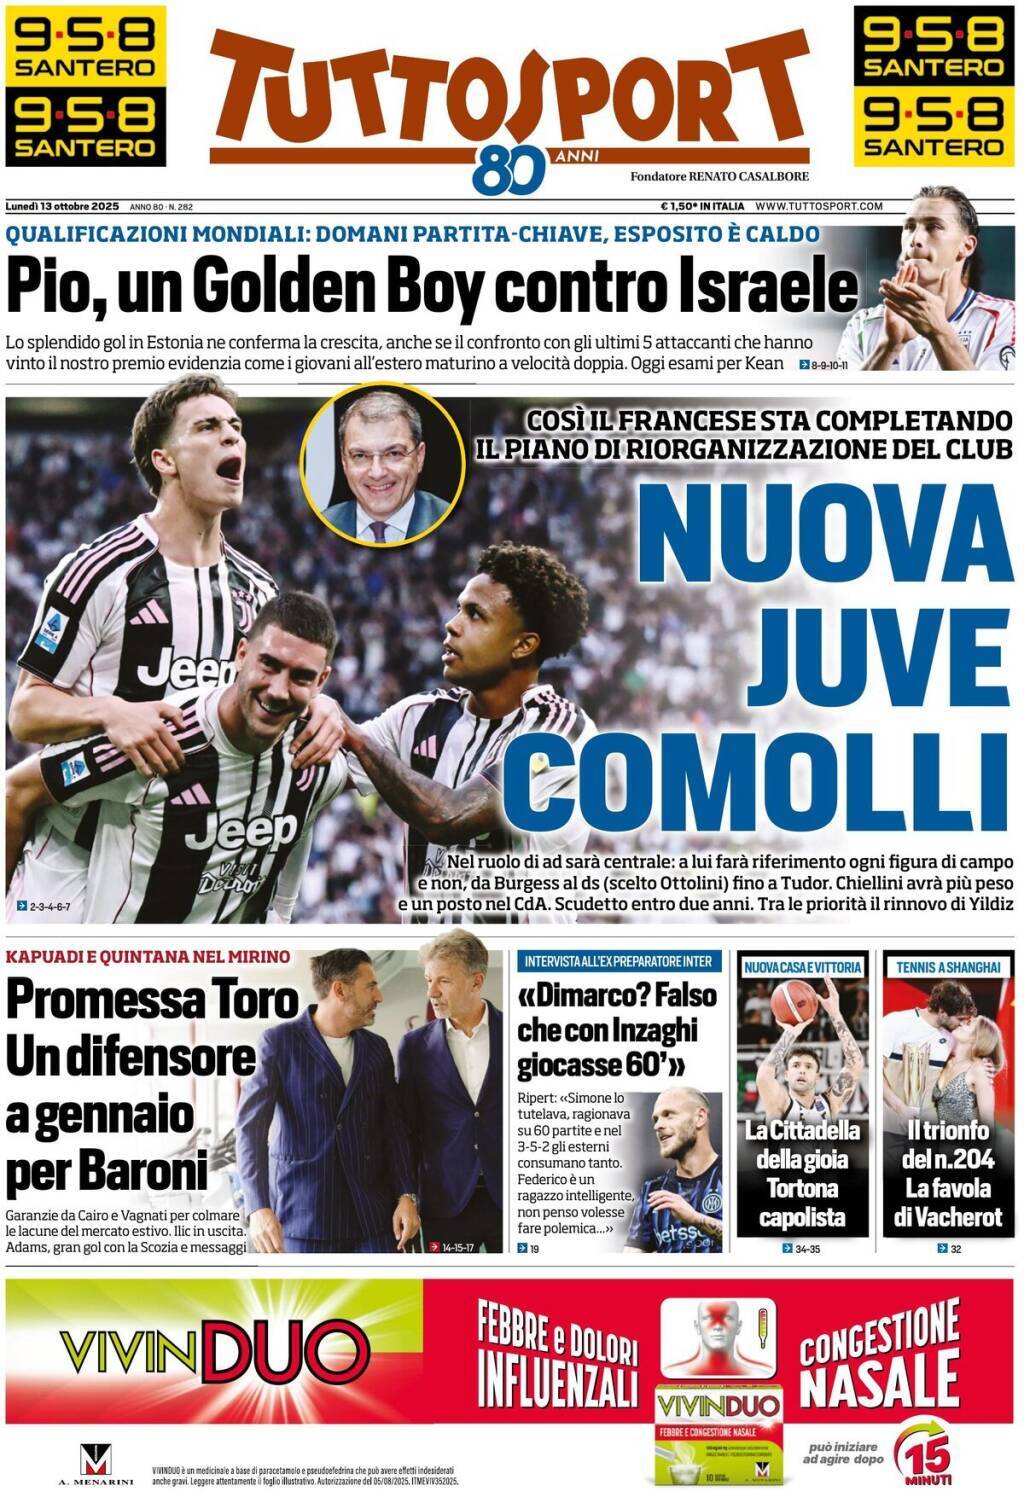 9·5·8
SANTERO
9·5·8
SANTERO
TUTTOSPORT
80 ANNI
Fondatore RENATO CASALBORE
9·5·8
SANTERO
9·5·8
SANTERO
Lunedì 13 ottobre 2025 ANNO 80 - N. 282
€ 1,50* IN ITALIA WWW.TUTTOSPORT.COM
QUALIFICAZIONI MONDIALI: DOMANI PARTITA-CHIAVE, ESPOSITO È CALDO
Pio, un Golden Boy contro Israele
Lo splendido gol in Estonia ne conferma la crescita, anche se il confronto con gli ultimi 5 attaccanti che hanno
vinto il nostro premio evidenzia come i giovani all'estero maturino a velocità doppia. Oggi esami per Kean 8-9-10-11
COSÌ IL FRANCESE STA COMPLETANDO
IL PIANO DI RIORGANIZZAZIONE DEL CLUB
NUOVA
JUVE
COMOLLI
Jeep
Jeep
VISIT
Detroit
Nel ruolo di ad sarà centrale: a lui farà riferimento ogni figura di campo
e non, da Burgess al ds (scelto Ottolini) fino a Tudor. Chiellini avrà più peso
e un posto nel CdA. Scudetto entro due anni. Tra le priorità il rinnovo di Yildiz
2-3-4-6-7
KAPUADI E QUINTANA NEL MIRINO
Promessa Toro
Un difensore
a gennaio
per Baroni
Garanzie da Cairo e Vagnati per colmare
le lacune del mercato estivo. Ilic in uscita.
Adams, gran gol con la Scozia e messaggi
14-15-17
INTERVISTA ALL'EX PREPARATORE INTER
«Dimarco? Falso
che con Inzaghi
giocasse 60'»
Ripert: «Simone lo
tutelava, ragionava
su 60 partite e nel
3-5-2 gli esterni
consumano tanto.
Federico è un
ragazzo intelligente,
non penso volesse
fare polemica...»
betsson
19
NUOVA CASA E VITTORIA
La Cittadella
della gioia
Tortona
capolista
34-35
TENNIS A SHANGHAI
Il trionfo
del n.204
La favola
di Vacherot
32
VIVINDUO
FEBBRE e DOLORI
INFLUENZALI
CONGESTIONE
NASALE
VIVINDUO
FEBBRE E CONGESTIONE NASALE
10
A. MENARINI
VIVINDUO è un medicinale a base di paracetamolo e pseudoefedrina che può avere effetti indesiderati
anche gravi. Leggere attentamente il foglio illustrativo. Autorizzazione del 05/08/2025. ITMEVIV352025.
può iniziare
ad agire dopo
15
MINUTI